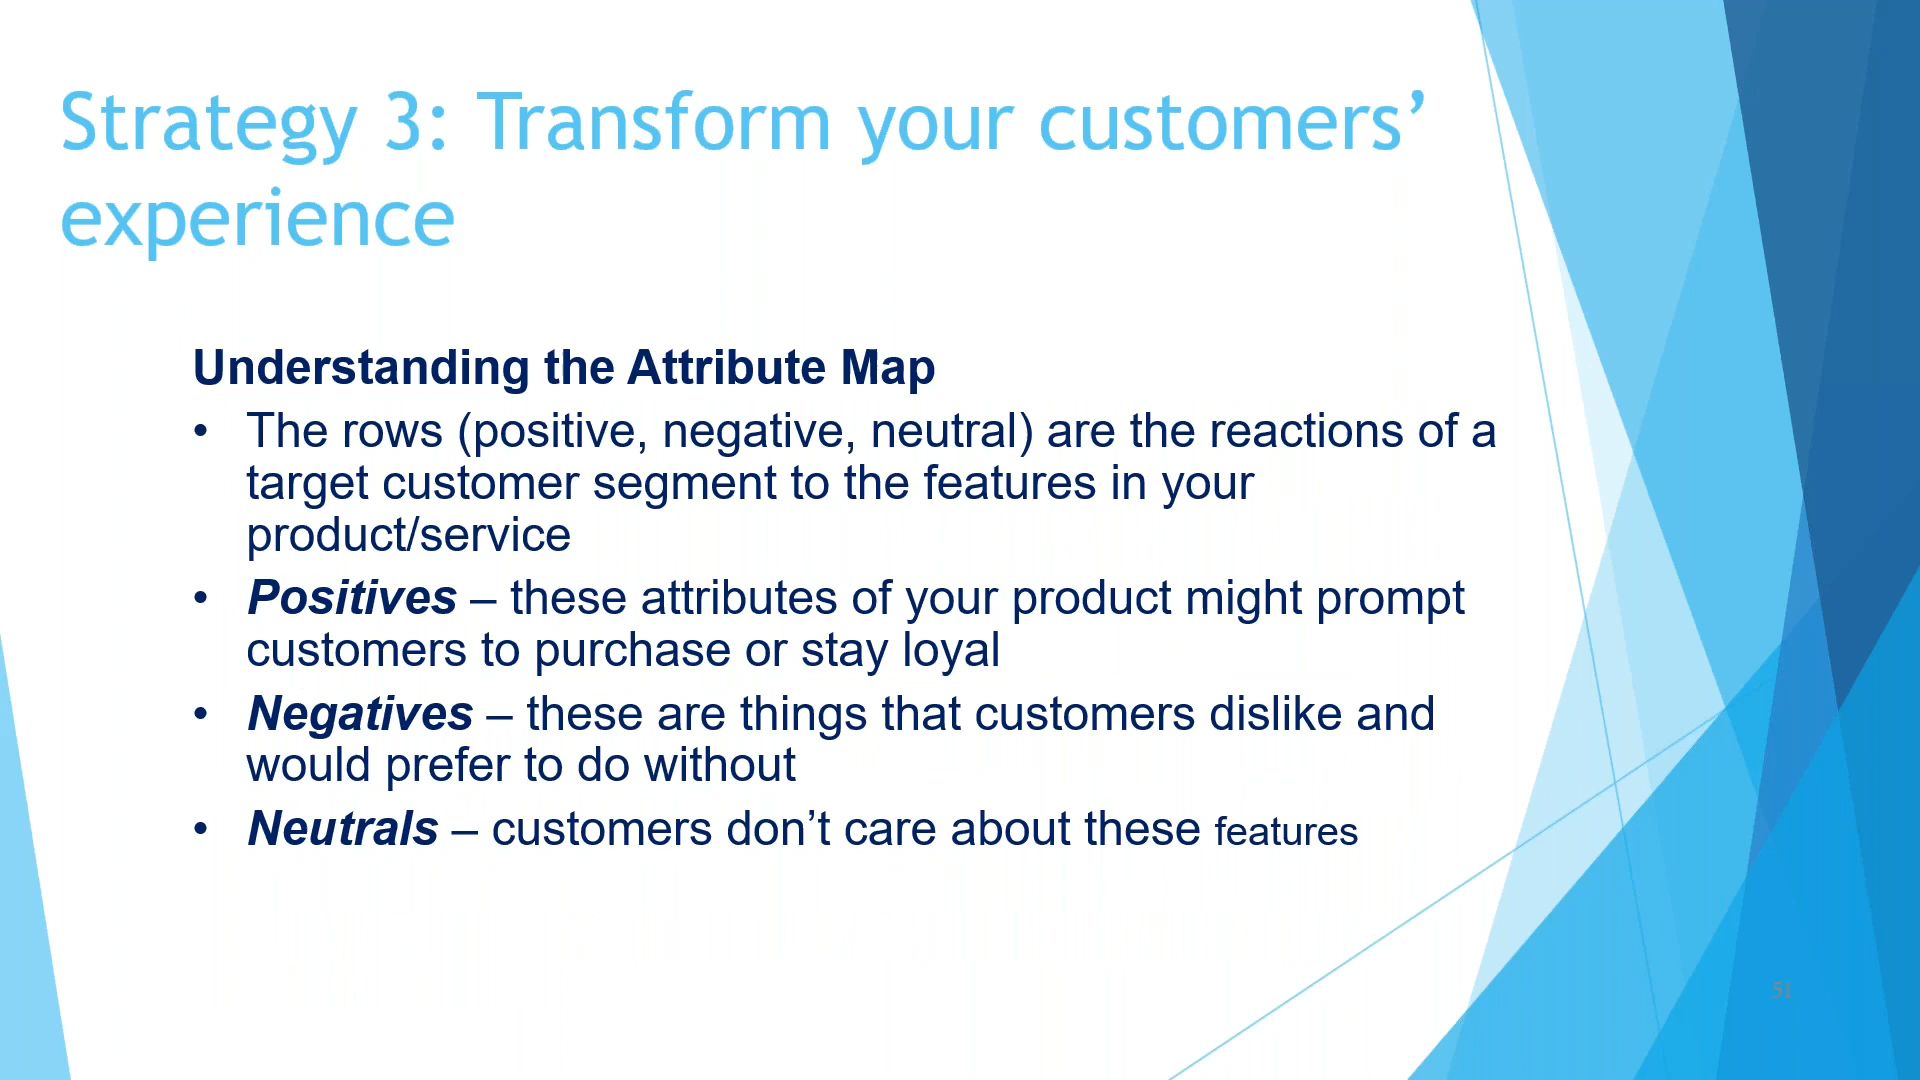 Strategy 3: Transform your customers’
experience
Understanding the Attribute Map
• The rows (positive, negative, neutral) are the reactions of a
target customer segment to the features in your
product/service
• Positives – these attributes of your product might prompt
customers to purchase or stay loyal
• Negatives – these are things that customers dislike and
would prefer to do without
• Neutrals – customers don’t care about these features
51